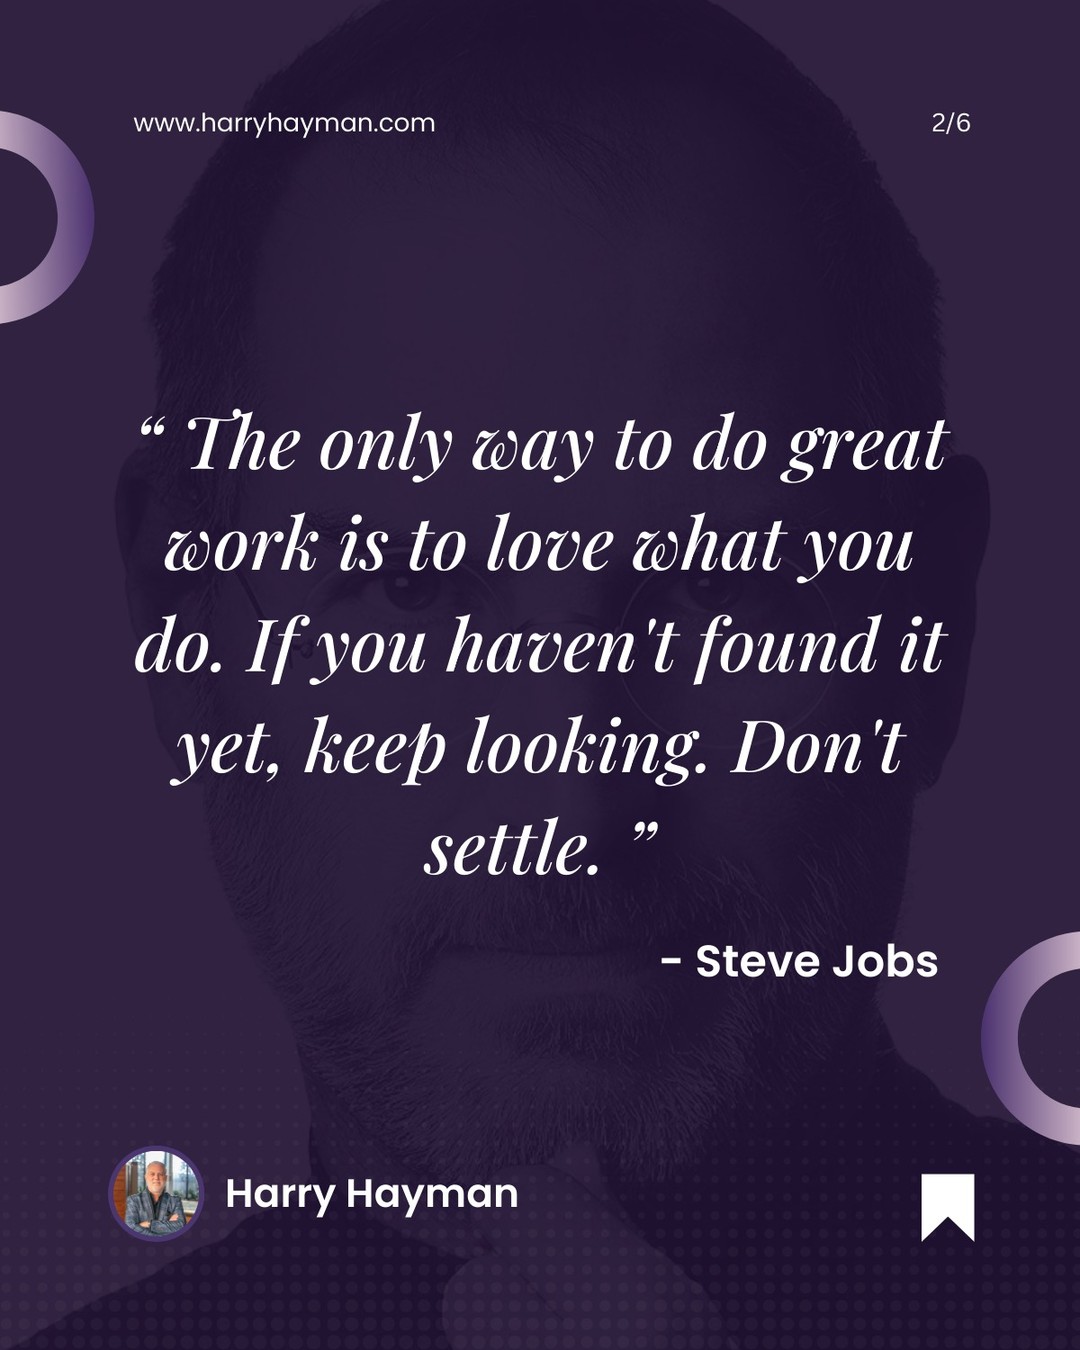 www.harryhayman.com
2/6
“ The only way to do great
work is to love what you
do. If you haven't found it
yet, keep looking. Don't
settle. ”
- Steve Jobs
Harry Hayman